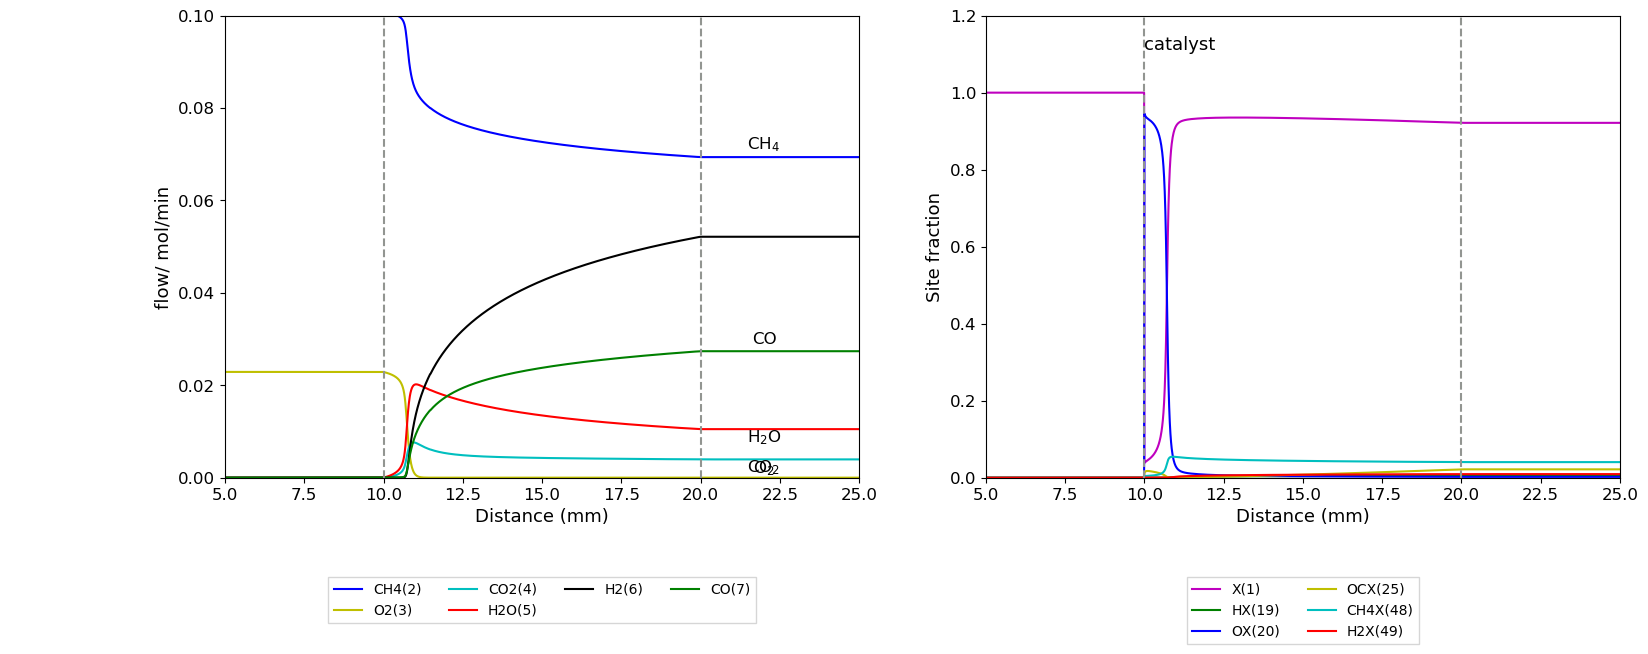 0.10
0.08
0.06
0.04
0.02
0.00
flow/ mol/min
CH4
CO
H2O
CO2
O2
5.0 7.5 10.0 12.5 15.0 17.5 20.0 22.5 25.0
Distance (mm)
CH4(2) CO2(4) H2(6) CO(7)
O2(3) H2O(5)
1.2
1.0
0.8
0.6
0.4
0.2
0.0
Site fraction
catalyst
5.0 7.5 10.0 12.5 15.0 17.5 20.0 22.5 25.0
Distance (mm)
X(1) OCX(25)
HX(19) CH4X(48)
OX(20) H2X(49)